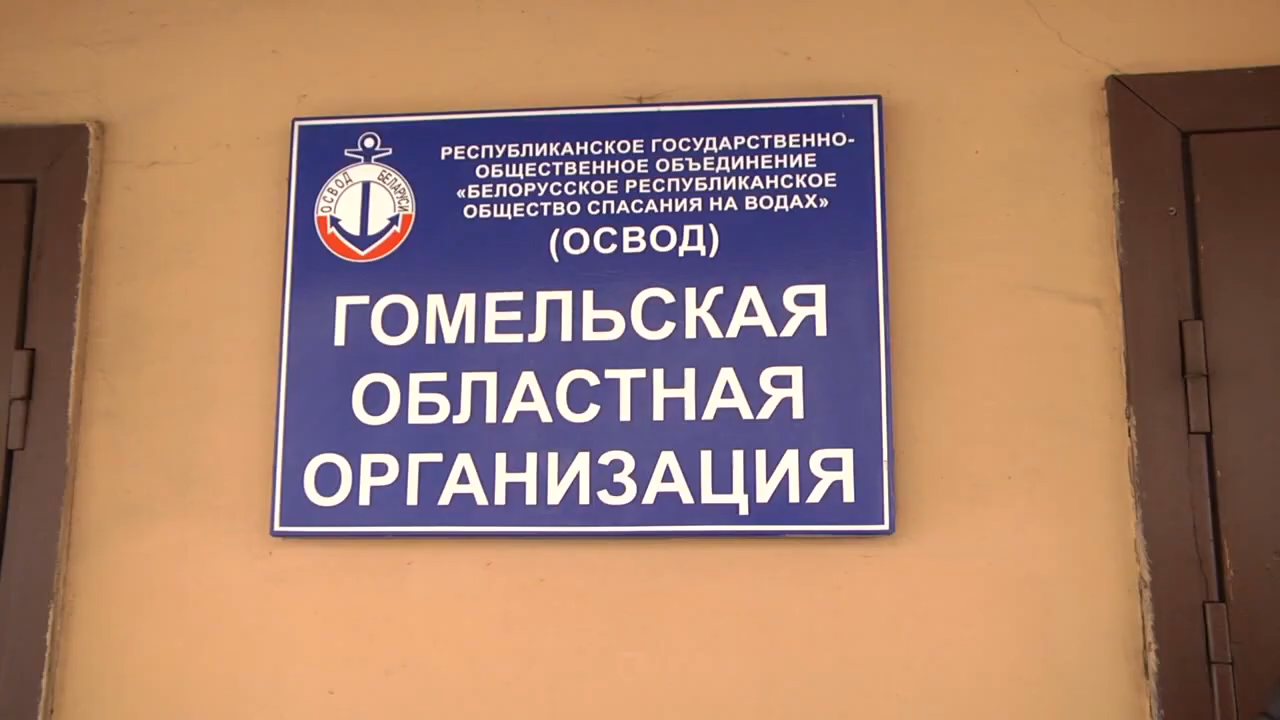 ОСВОД БЕЛАРУСИ
РЕСПУБЛИКАНСКОЕ ГОСУДАРСТВЕННО-
ОБЩЕСТВЕННОЕ ОБЪЕДИНЕНИЕ
«БЕЛОРУССКОЕ РЕСПУБЛИКАНСКОЕ
ОБЩЕСТВО СПАСАНИЯ НА ВОДАХ»
(ОСВОД)
ГОМЕЛЬСКАЯ
ОБЛАСТНАЯ
ОРГАНИЗАЦИЯ